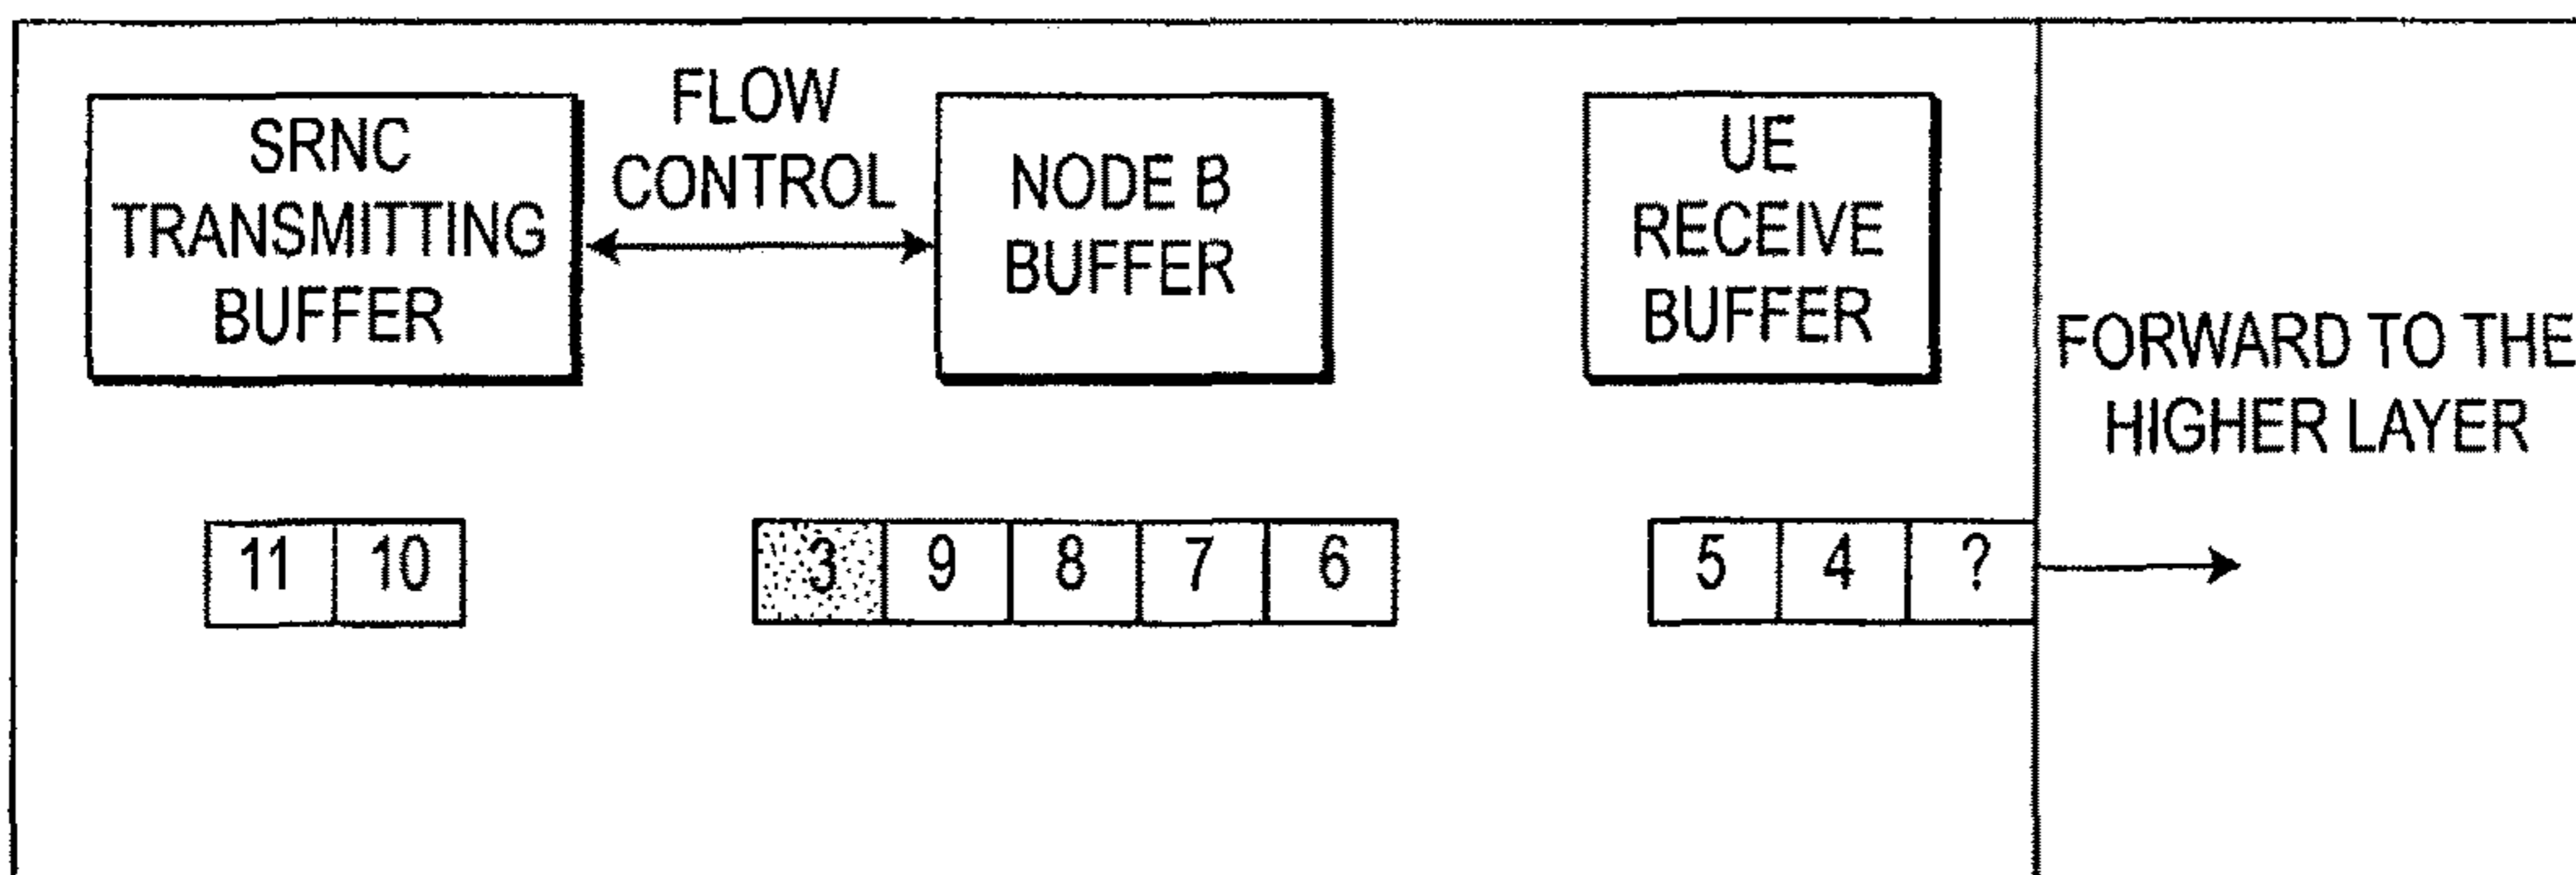 SRNC
TRANSMITTING
BUFFER
FLOW
CONTROL
NODE B
BUFFER
UE
RECEIVE
BUFFER
FORWARD TO THE
HIGHER LAYER
11 10
3 9 8 7 6
5 4 ?